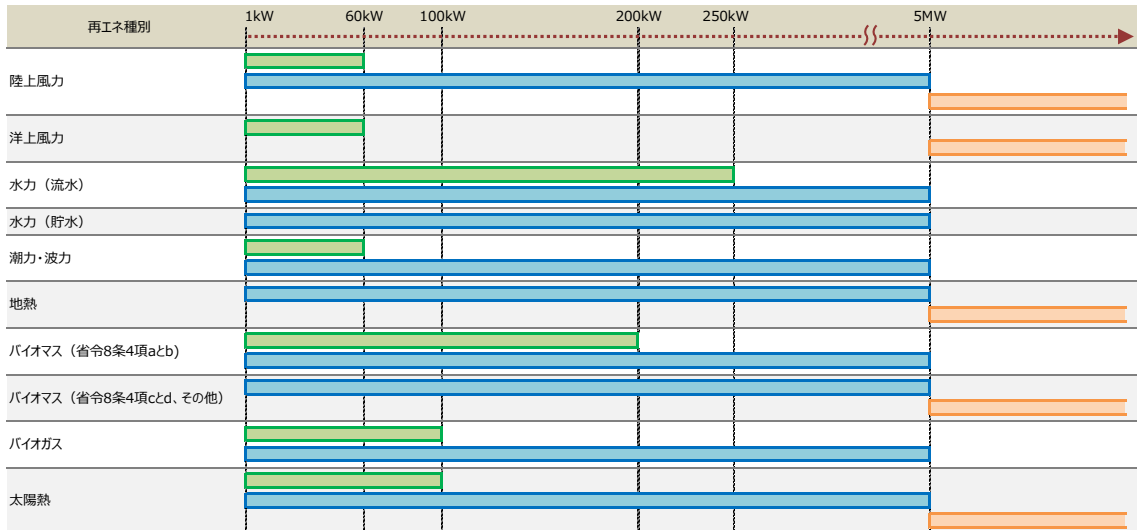 再エネ種別
1kW 60kW 100kW 200kW 250kW 5MW
陸上風力
洋上風力
水力（流水）
水力（貯水）
潮力・波力
地熱
バイオマス（省令8条4項aとb)
バイオマス（省令8条4項cとd、その他）
バイオガス
太陽熱